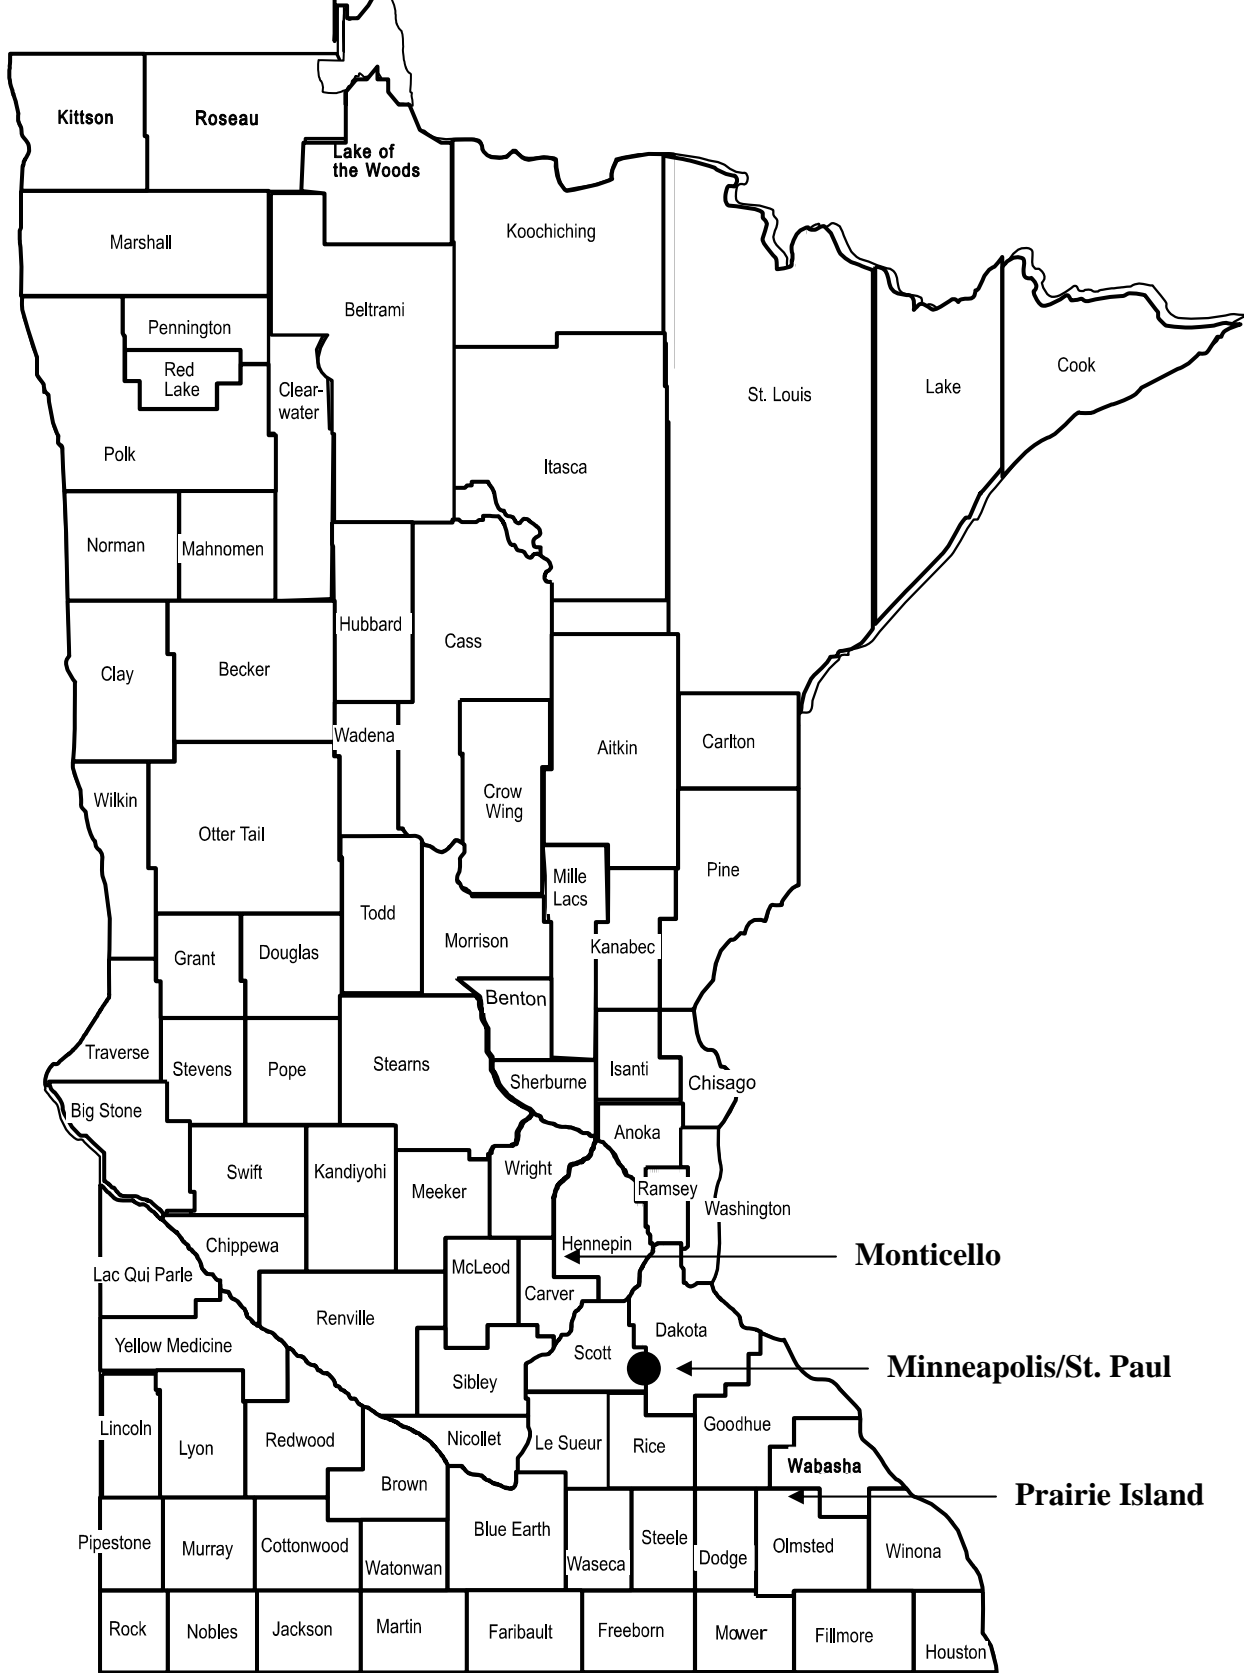 Kittson
Roseau
Lake of
the Woods
Marshall
Koochiching
Beltrami
Pennington
Red
Lake
Clear-
water
St. Louis
Lake
Cook
Polk
Itasca
Norman
Mahnomen
Hubbard
Cass
Clay
Becker
Wadena
Aitkin
Carlton
Wilkin
Crow
Wing
Otter Tail
Mille
Lacs
Pine
Todd
Morrison
Kanabec
Grant
Douglas
Benton
Traverse
Stevens
Pope
Stearns
Sherburne
Isanti
Chisago
Big Stone
Anoka
Swift
Kandiyohi
Meeker
Wright
Ramsey
Washington
Chippewa
Hennepin
Monticello
Lac Qui Parle
McLeod
Carver
Renville
Dakota
Yellow Medicine
Scott
Minneapolis/St. Paul
Sibley
Lincoln
Lyon
Redwood
Nicollet
Le Sueur
Rice
Goodhue
Wabasha
Brown
Prairie Island
Pipestone
Murray
Cottonwood
Watonwan
Blue Earth
Waseca
Steele
Dodge
Olmsted
Winona
Rock
Nobles
Jackson
Martin
Faribault
Freeborn
Mower
Fillmore
Houston